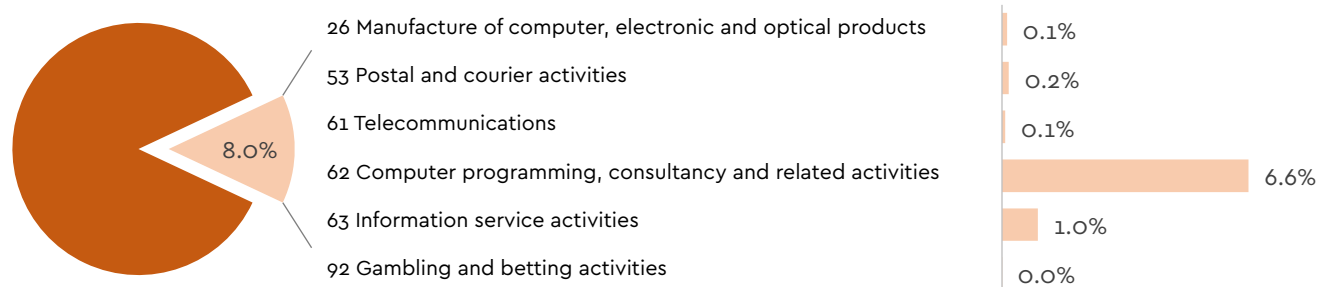 26 Manufacture of computer, electronic and optical products 0.1%
53 Postal and courier activities 0.2%
61 Telecommunications 0.1%
8.0%
62 Computer programming, consultancy and related activities 6.6%
63 Information service activities 1.0%
92 Gambling and betting activities 0.0%